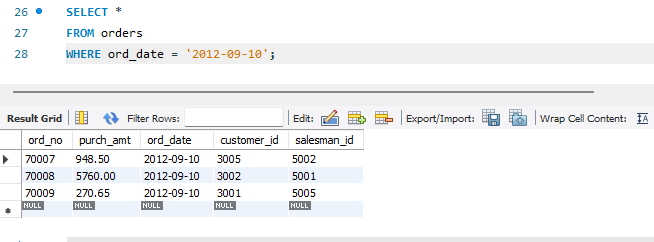 26 SELECT *
27 FROM orders
28 WHERE ord_date = '2012-09-10';
Result Grid Filter Rows: Edit: Export/Import: Wrap Cell Content: IA
ord_no purch_amt ord_date customer_id salesman_id
70007 948.50 2012-09-10 3005 5002
70008 5760.00 2012-09-10 3002 5001
70009 270.65 2012-09-10 3001 5005
NULL NULL NULL NULL NULL